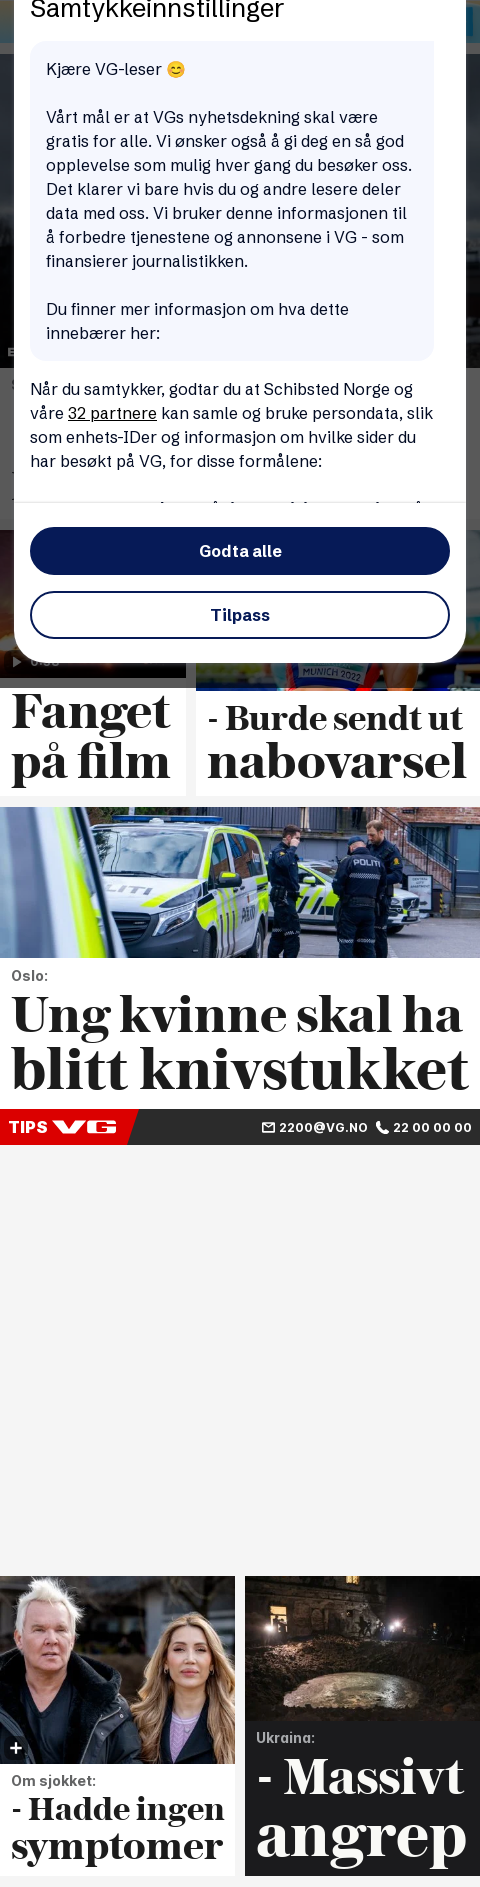 Samtykkeinnstillinger
Kjære VG-leser 😊
Vårt mål er at VGs nyhetsdekning skal være
gratis for alle. Vi ønsker også å gi deg en så god
opplevelse som mulig hver gang du besøker oss.
Det klarer vi bare hvis du og andre lesere deler
data med oss. Vi bruker denne informasjonen til
å forbedre tjenestene og annonsene i VG - som
finansierer journalistikken.
Du finner mer informasjon om hva dette
innebærer her:
Når du samtykker, godtar du at Schibsted Norge og
våre 32 partnere kan samle og bruke persondata, slik
som enhets-IDer og informasjon om hvilke sider du
har besøkt på VG, for disse formålene:
Godta alle
Tilpass
MUNICH 2022
Fanget
på film
- Burde sendt ut
nabovarsel
POLITI
Oslo:
Ung kvinne skal ha
blitt knivstukket
TIPS VG
2200@VG.NO 22 00 00 00
Om sjokket:
- Hadde ingen
symptomer
Ukraina:
- Massivt
angrep